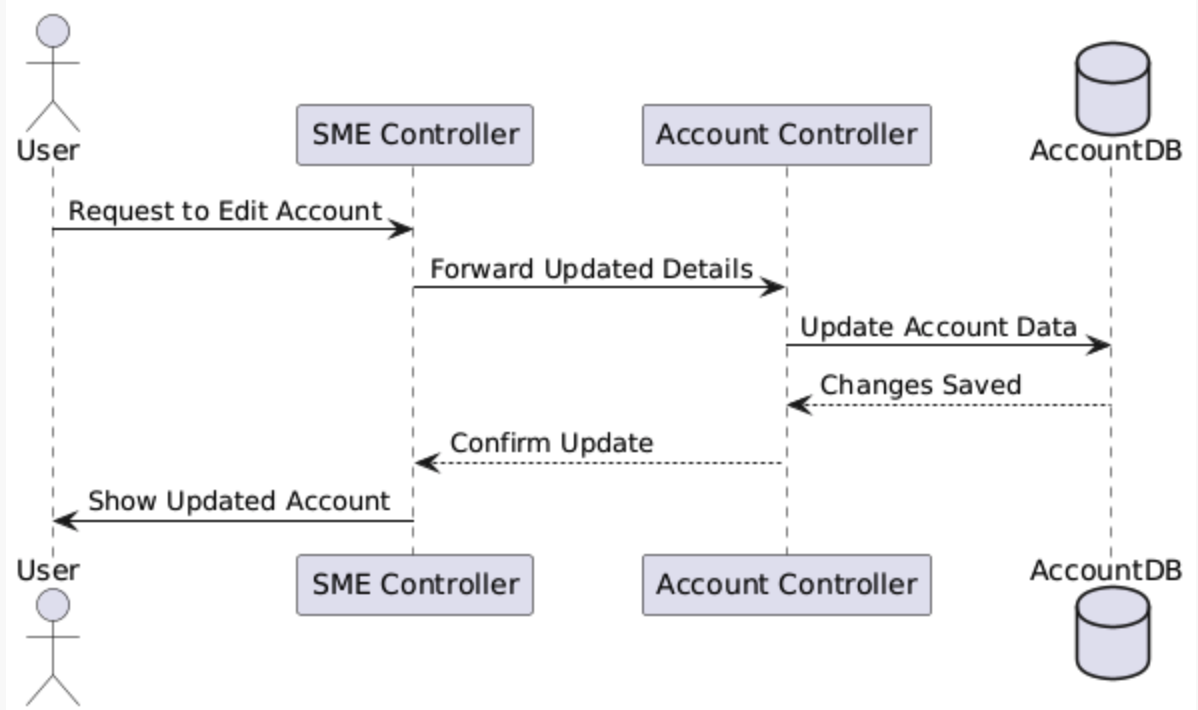 User
SME Controller
Account Controller
AccountDB
Request to Edit Account
Forward Updated Details
Update Account Data
Changes Saved
Confirm Update
Show Updated Account
User
SME Controller
Account Controller
AccountDB